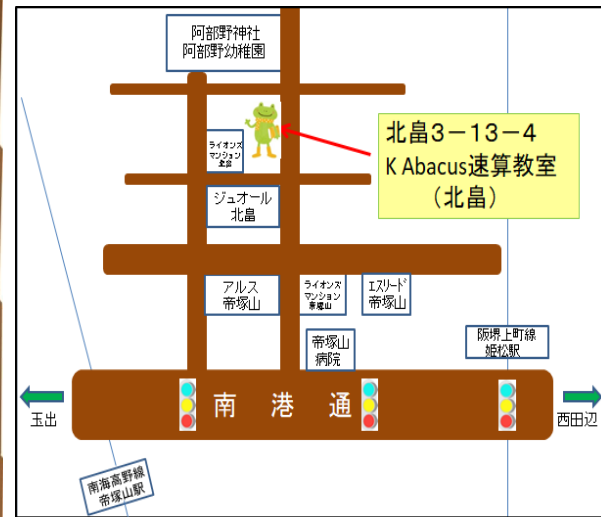 阿部野神社
阿部野幼稚園
ライオンズ
マンション
北畠
北畠3-13-4
K Abacus速算教室
(北畠)
ジュオール
北畠
アルス
帝塚山
ライオンズ
マンション
帝塚山
エスリード
帝塚山
帝塚山
病院
阪堺上町線
姫松駅
南港通
玉出
西田辺
南海高野線
帝塚山駅